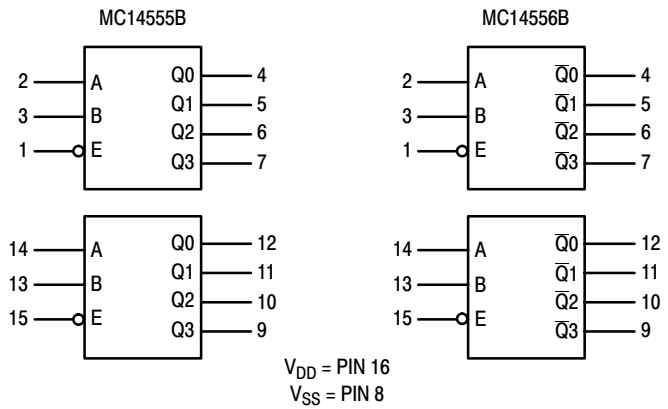 MC14555B
2 A Q0 4
3 B Q1 5
1 E Q2 6
Q3 7
14 A Q0 12
13 B Q1 11
15 E Q2 10
Q3 9
MC14556B
2 A Q̅0 4
3 B Q̅1 5
1 E Q̅2 6
Q̅3 7
14 A Q̅0 12
13 B Q̅1 11
15 E Q̅2 10
Q̅3 9
VDD = PIN 16
VSS = PIN 8